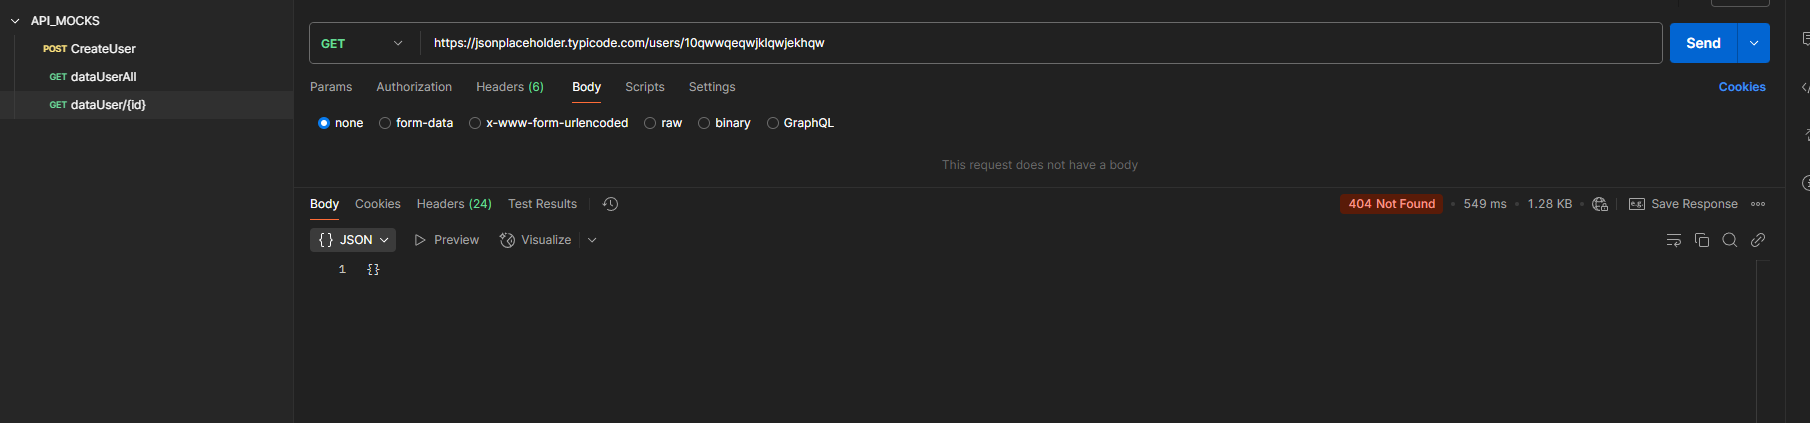 API_MOCKS
POST CreateUser
GET dataUserAll
GET dataUser/{id}
GET https://jsonplaceholder.typicode.com/users/10qwwqeqwjklqwjekhqw Send
Params Authorization Headers (6) Body Scripts Settings Cookies
none form-data x-www-form-urlencoded raw binary GraphQL
This request does not have a body
Body Cookies Headers (24) Test Results 404 Not Found • 549 ms • 1.28 KB e.g. Save Response
{} JSON Preview Visualize
1 {}